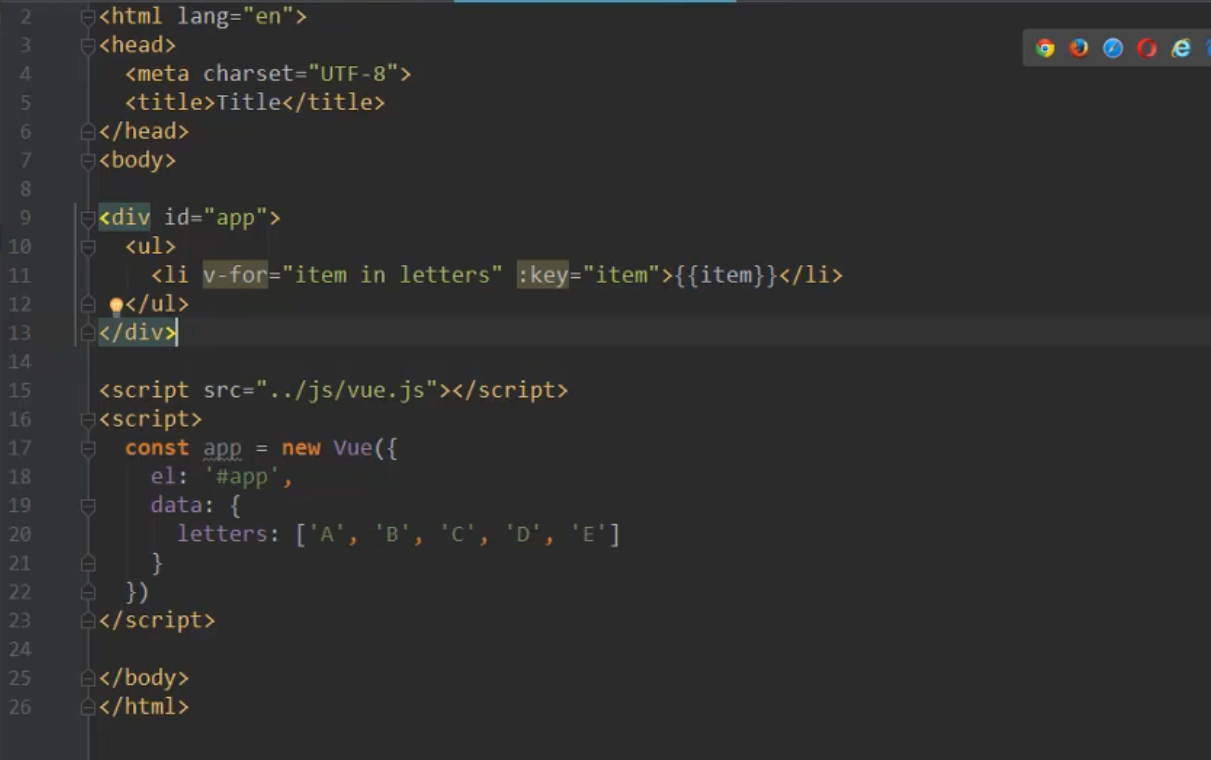 2 <html lang="en">
3 <head>
4   <meta charset="UTF-8">
5   <title>Title</title>
6 </head>
7 <body>
8
9 <div id="app">
10   <ul>
11     <li v-for="item in letters" :key="item">{{item}}</li>
12   </ul>
13 </div>
14
15 <script src="../js/vue.js"></script>
16 <script>
17   const app = new Vue({
18     el: '#app',
19     data: {
20       letters: ['A', 'B', 'C', 'D', 'E']
21     }
22   })
23 </script>
24
25 </body>
26 </html>